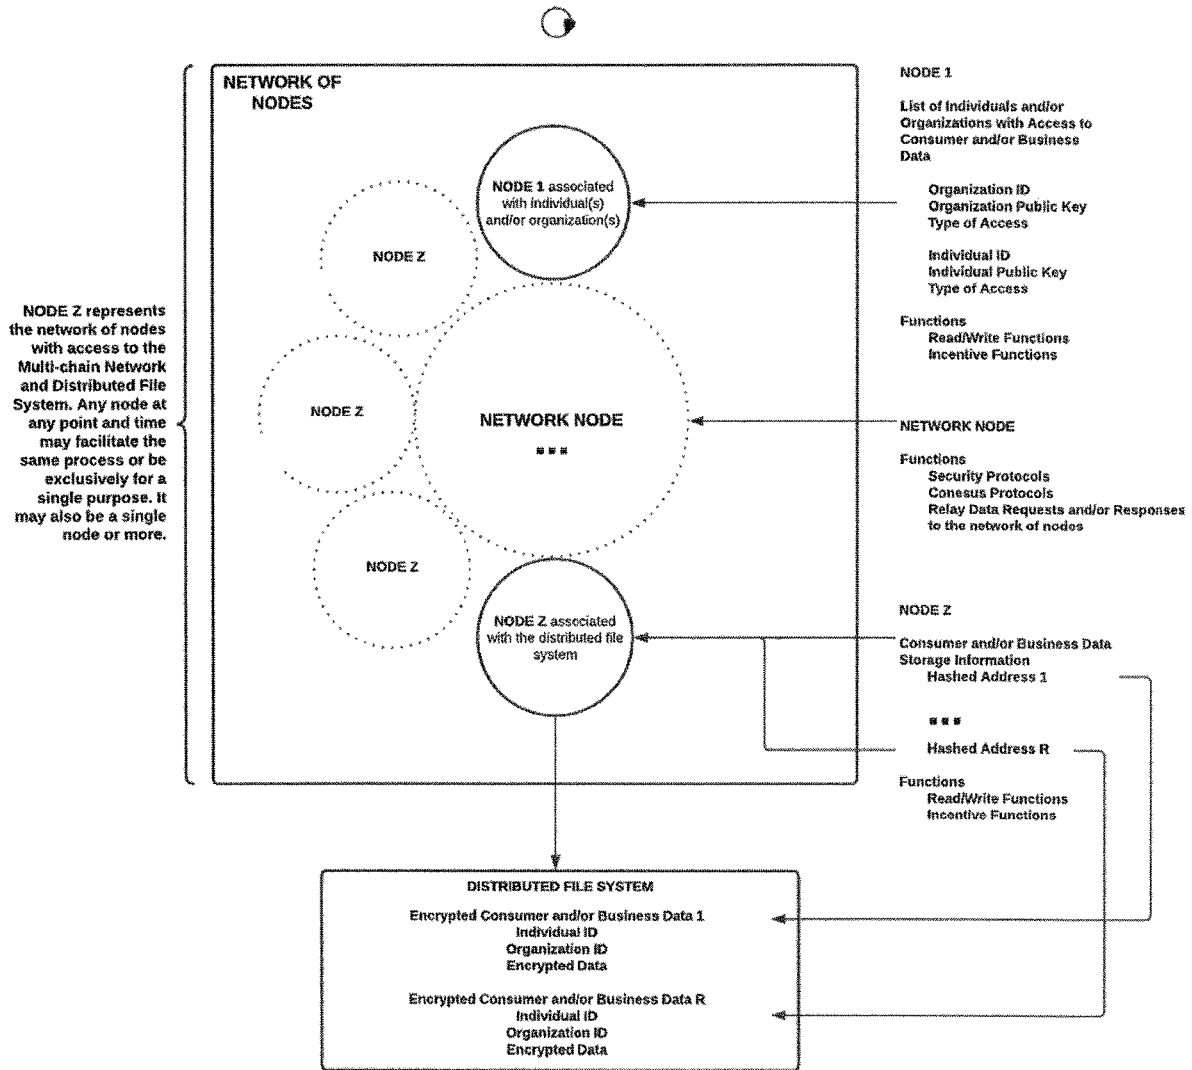 NETWORK OF
NODES
NODE 1 associated
with individual(s)
and/or organization(s)
NODE Z
NODE Z
NETWORK NODE
NODE Z
NODE Z associated
with the distributed file
system
NODE Z represents
the network of nodes
with access to the
Multi-chain Network
and Distributed File
System. Any node at
any point and time
may facilitate the
same process or be
exclusively for a
single purpose. It
may also be a single
node or more.
NODE 1
List of Individuals and/or
Organizations with Access to
Consumer and/or Business
Data
Organization ID
Organization Public Key
Type of Access
Individual ID
Individual Public Key
Type of Access
Functions
Read/Write Functions
Incentive Functions
NETWORK NODE
Functions
Security Protocols
Conesus Protocols
Relay Data Requests and/or Responses
to the network of nodes
NODE Z
Consumer and/or Business Data
Storage Information
Hashed Address 1
Hashed Address R
Functions
Read/Write Functions
Incentive Functions
DISTRIBUTED FILE SYSTEM
Encrypted Consumer and/or Business Data 1
Individual ID
Organization ID
Encrypted Data
Encrypted Consumer and/or Business Data R
Individual ID
Organization ID
Encrypted Data